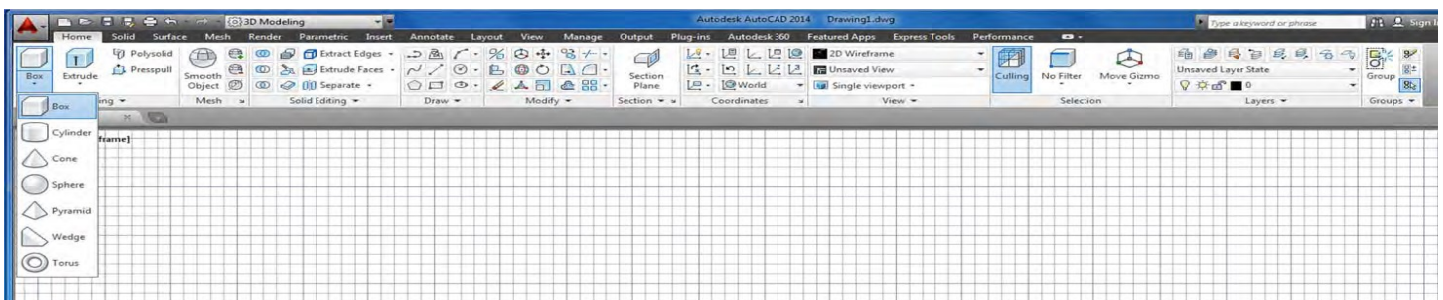 3D Modeling
Autodesk AutoCAD 2014 Drawing1.dwg
Type a keyword or phrase
Sign In
Home Solid Surface Mesh Render Parametric Insert Annotate Layout View Manage Output Plug-ins Autodesk 360 Featured Apps Express Tools Performance
Box
Extrude
Polysolid
Presspull
Smooth Object
Extract Edges
Extrude Faces
Separate
Section Plane
World
2D Wireframe
Unsaved View
Single viewport
Culling
No Filter
Move Gizmo
Unsaved Layer State
0
Group
ing Mesh Solid Editing Draw Modify Section Coordinates View Selection Layers Groups
Box
Cylinder
frame]
Cone
Sphere
Pyramid
Wedge
Torus